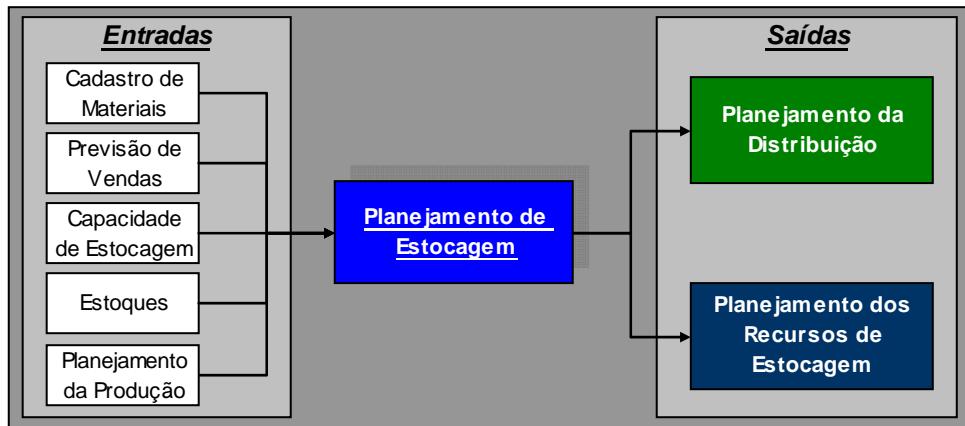 Entradas
Cadastro de
Materiais
Previsão de
Vendas
Capacidade
de Estocagem
Estoques
Planejamento
da Produção
Planejamento de
Estocagem
Saídas
Planejamento da
Distribuição
Planejamento dos
Recursos de
Estocagem